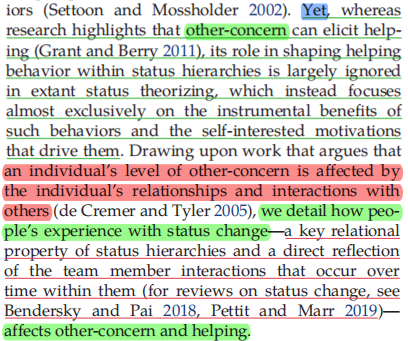 iors (Settoon and Mossholder 2002). Yet, whereas
research highlights that other-concern can elicit help-
ing (Grant and Berry 2011), its role in shaping helping
behavior within status hierarchies is largely ignored
in extant status theorizing, which instead focuses
almost exclusively on the instrumental benefits of
such behaviors and the self-interested motivations
that drive them. Drawing upon work that argues that
an individual’s level of other-concern is affected by
the individual’s relationships and interactions with
others (de Cremer and Tyler 2005), we detail how peo-
ple’s experience with status change—a key relational
property of status hierarchies and a direct reflection
of the team member interactions that occur over
time within them (for reviews on status change, see
Bendersky and Pai 2018, Pettit and Marr 2019)—
affects other-concern and helping.